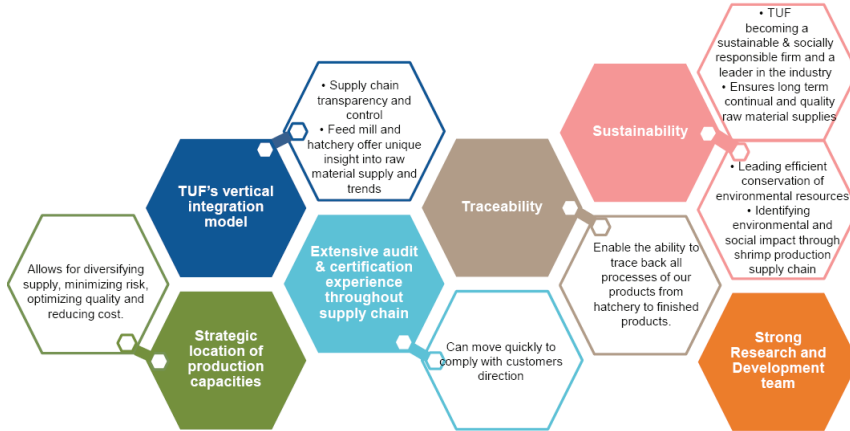 • TUF
becoming a
sustainable & socially
responsible firm and a
leader in the industry
• Ensures long term
continual and quality
raw material supplies
• Supply chain
transparency and
control
• Feed mill and
hatchery offer unique
insight into raw
material supply and
trends
Sustainability
TUF's vertical
integration
model
Traceability
• Leading efficient
conservation of
environmental resources
• Identifying
environmental and
social impact through
shrimp production
supply chain
Allows for diversifying
supply, minimizing risk,
optimizing quality and
reducing cost.
Extensive audit
& certification
experience
throughout
supply chain
Enable the ability to
trace back all
processes of our
products from
hatchery to finished
products.
Strategic
location of
production
capacities
Can move quickly to
comply with customers
direction
Strong
Research and
Development
team